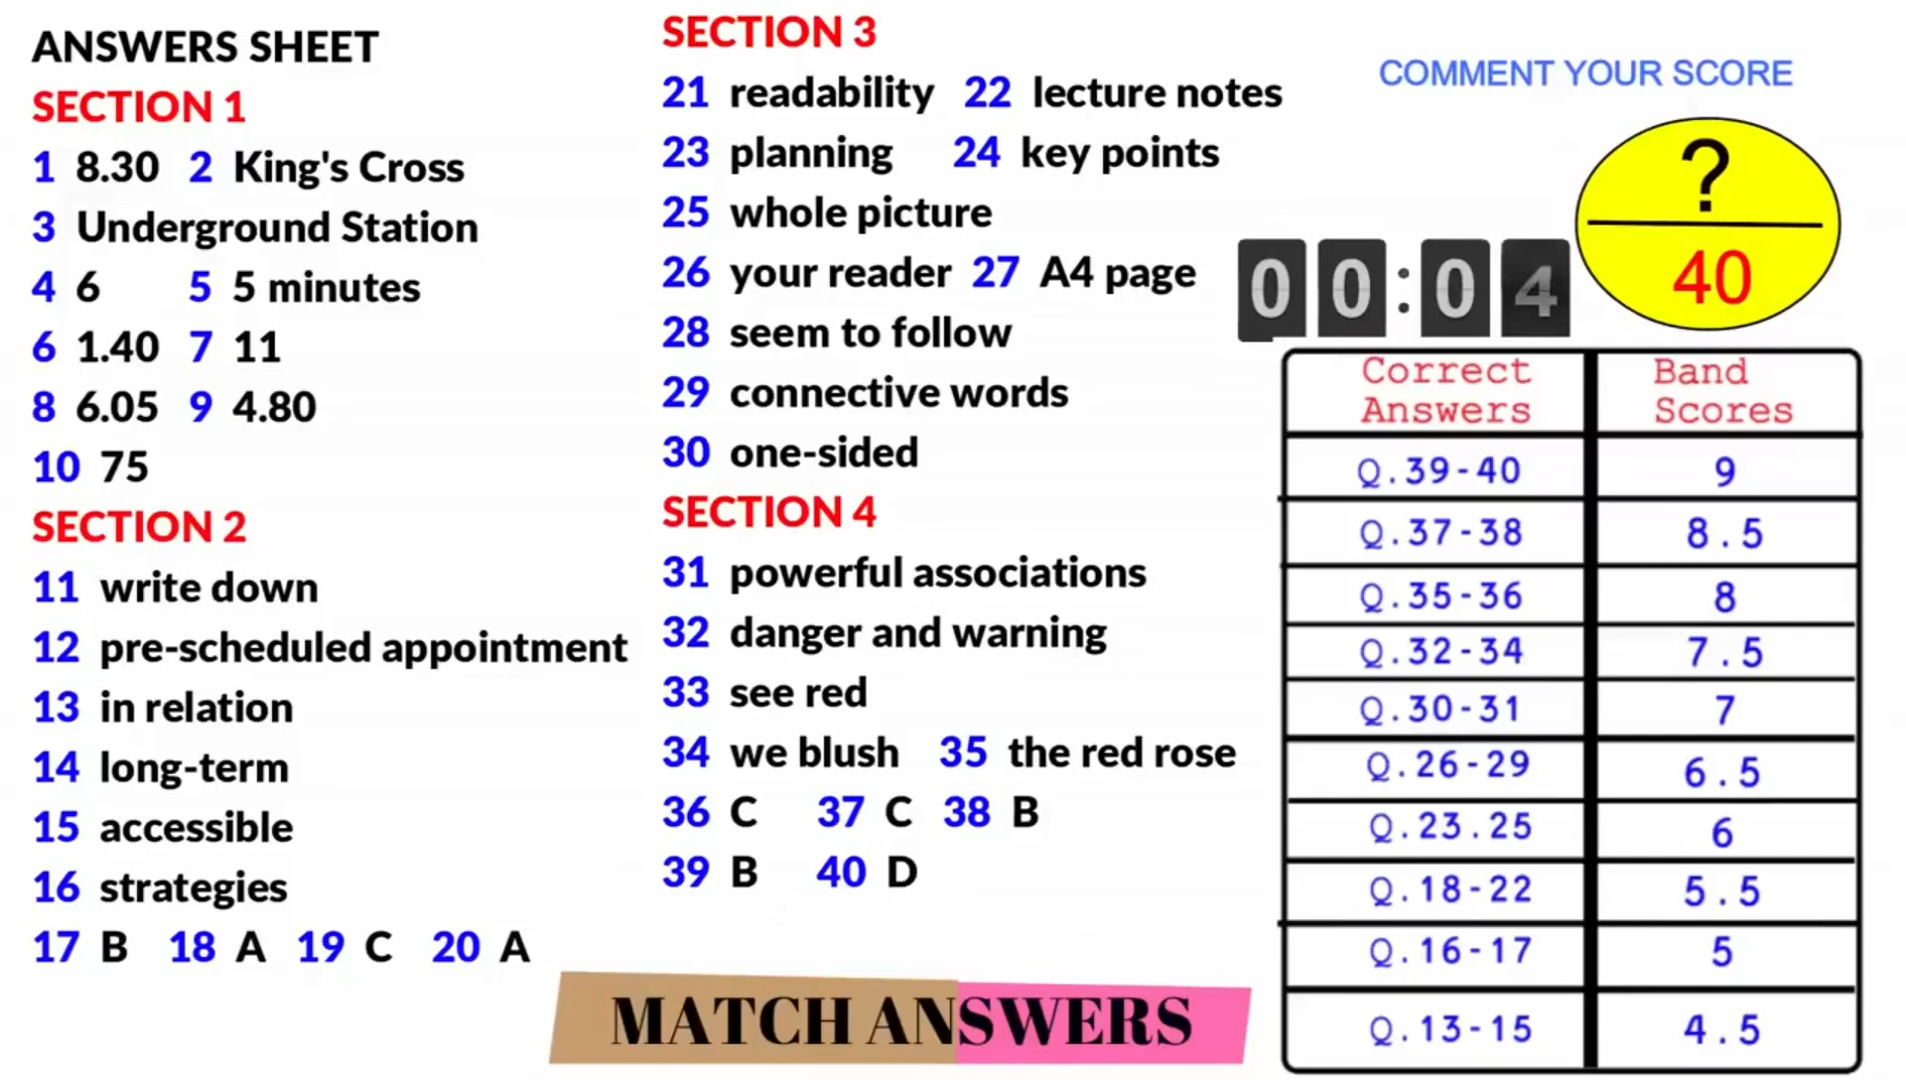 ANSWERS SHEET
SECTION 1
1 8.30 2 King's Cross
3 Underground Station
4 6 5 5 minutes
6 1.40 7 11
8 6.05 9 4.80
10 75
SECTION 2
11 write down
12 pre-scheduled appointment
13 in relation
14 long-term
15 accessible
16 strategies
17 B 18 A 19 C 20 A
SECTION 3
21 readability 22 lecture notes
23 planning 24 key points
25 whole picture
26 your reader 27 A4 page
28 seem to follow
29 connective words
30 one-sided
SECTION 4
31 powerful associations
32 danger and warning
33 see red
34 we blush 35 the red rose
36 C 37 C 38 B
39 B 40 D
MATCH ANSWERS
COMMENT YOUR SCORE
?
40
00:04
Correct Answers Band Scores
Q.39-40 9
Q.37-38 8.5
Q.35-36 8
Q.32-34 7.5
Q.30-31 7
Q.26-29 6.5
Q.23.25 6
Q.18-22 5.5
Q.16-17 5
Q.13-15 4.5